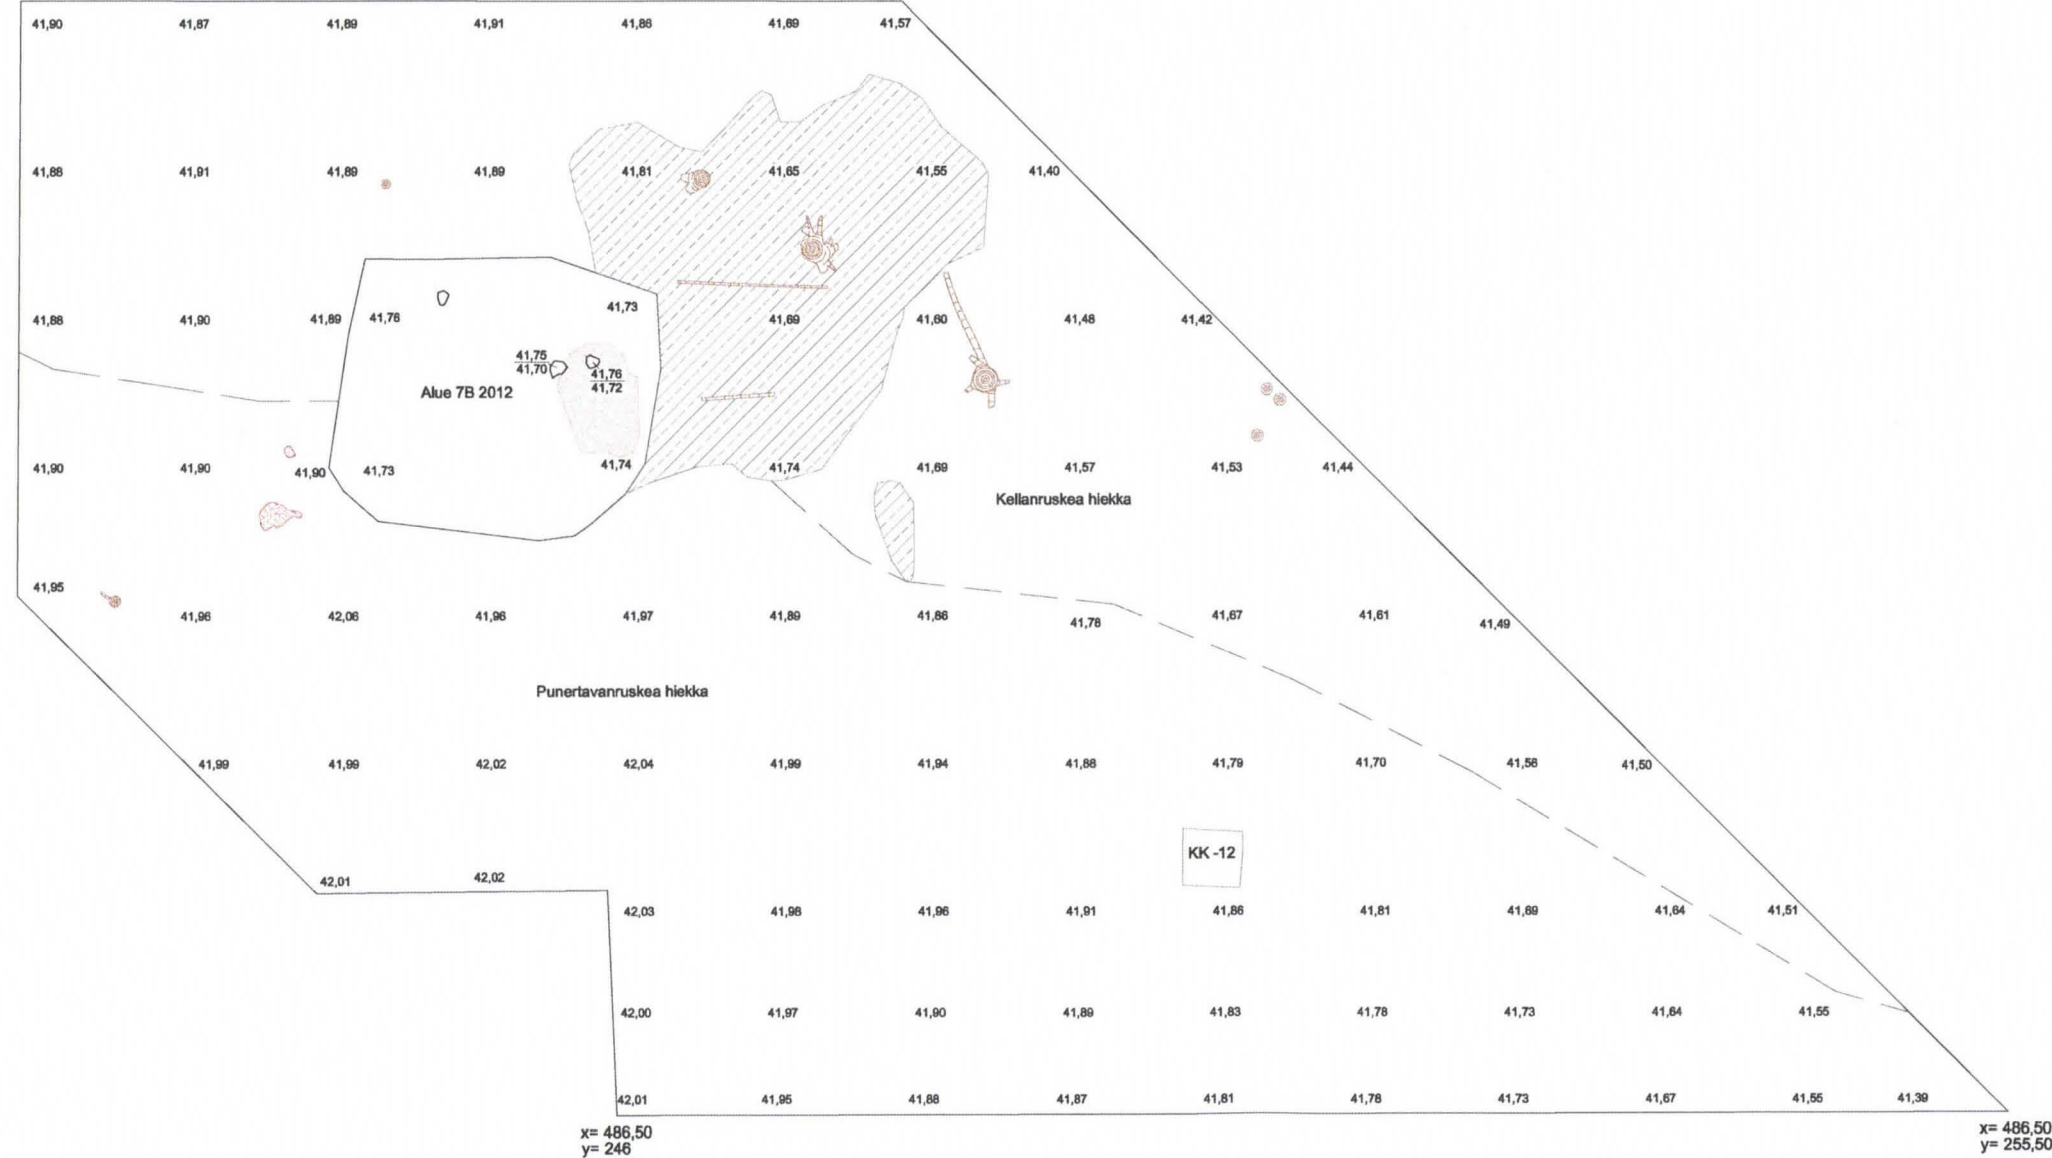 41,90 41,87 41,89 41,91 41,86 41,69 41,57
41,88 41,91 41,89 41,89 41,81 41,65 41,55 41,40
41,88 41,90 41,89 41,76 41,73 41,69 41,60 41,48 41,42
41,75
41,70
41,76
41,72
Alue 7B 2012
41,90 41,90 41,90 41,73 41,74 41,74 41,69 41,57 41,53 41,44
Kellanruskea hiekka
41,95 41,96 42,06 41,96 41,97 41,89 41,86 41,78 41,67 41,61 41,49
Punertavanruskea hiekka
41,99 41,99 42,02 42,04 41,99 41,94 41,88 41,79 41,70 41,56 41,50
KK -12
42,01 42,02
42,03 41,98 41,96 41,91 41,86 41,81 41,69 41,64 41,51
42,00 41,97 41,90 41,89 41,83 41,78 41,73 41,64 41,55
42,01 41,95 41,88 41,87 41,81 41,78 41,73 41,67 41,55 41,39
x= 486,50
y= 246
x= 486,50
y= 255,50